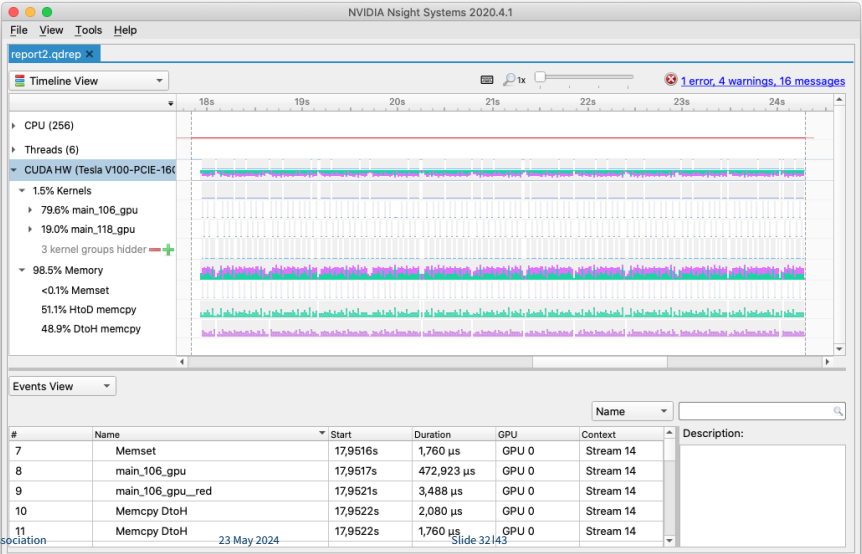 NVIDIA Nsight Systems 2020.4.1
File View Tools Help
report2.qdrep
Timeline View 1x 1 error, 4 warnings, 16 messages
18s 19s 20s 21s 22s 23s 24s
CPU (256)
Threads (6)
CUDA HW (Tesla V100-PCIE-16G
1.5% Kernels
79.6% main_106_gpu
19.0% main_118_gpu
3 kernel groups hidden
98.5% Memory
<0.1% Memset
51.1% HtoD memcpy
48.9% DtoH memcpy
Events View
Name
# Name Start Duration GPU Context Description:
7 Memset 17,9516s 1,760 µs GPU 0 Stream 14
8 main_106_gpu 17,9517s 472,923 µs GPU 0 Stream 14
9 main_106_gpu__red 17,9521s 3,488 µs GPU 0 Stream 14
10 Memcpy DtoH 17,9522s 2,080 µs GPU 0 Stream 14
11 Memcpy DtoH 17,9522s 1,760 µs GPU 0 Stream 14
sociation 23 May 2024 Slide 32|43